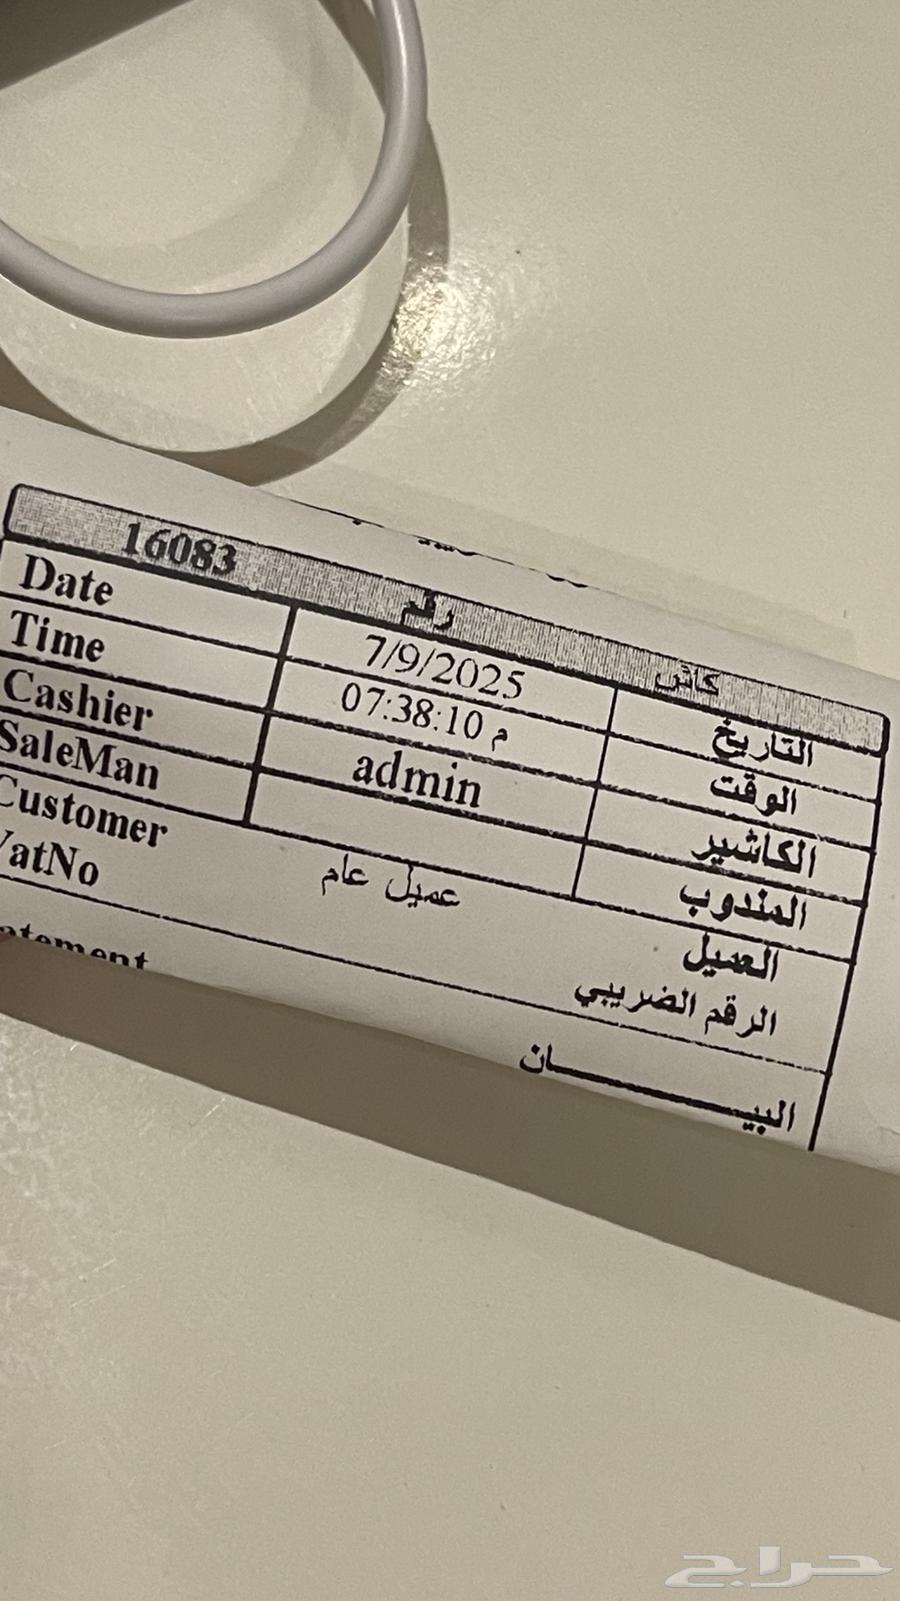 كاش رقم 16083
Date 7/9/2025 التاريخ
Time 07:38:10 م الوقت
Cashier admin الكاشير
SaleMan المندوب
Customer عميل عام العميل
VatNo الرقم الضريبي
البيـــــــان
حراج